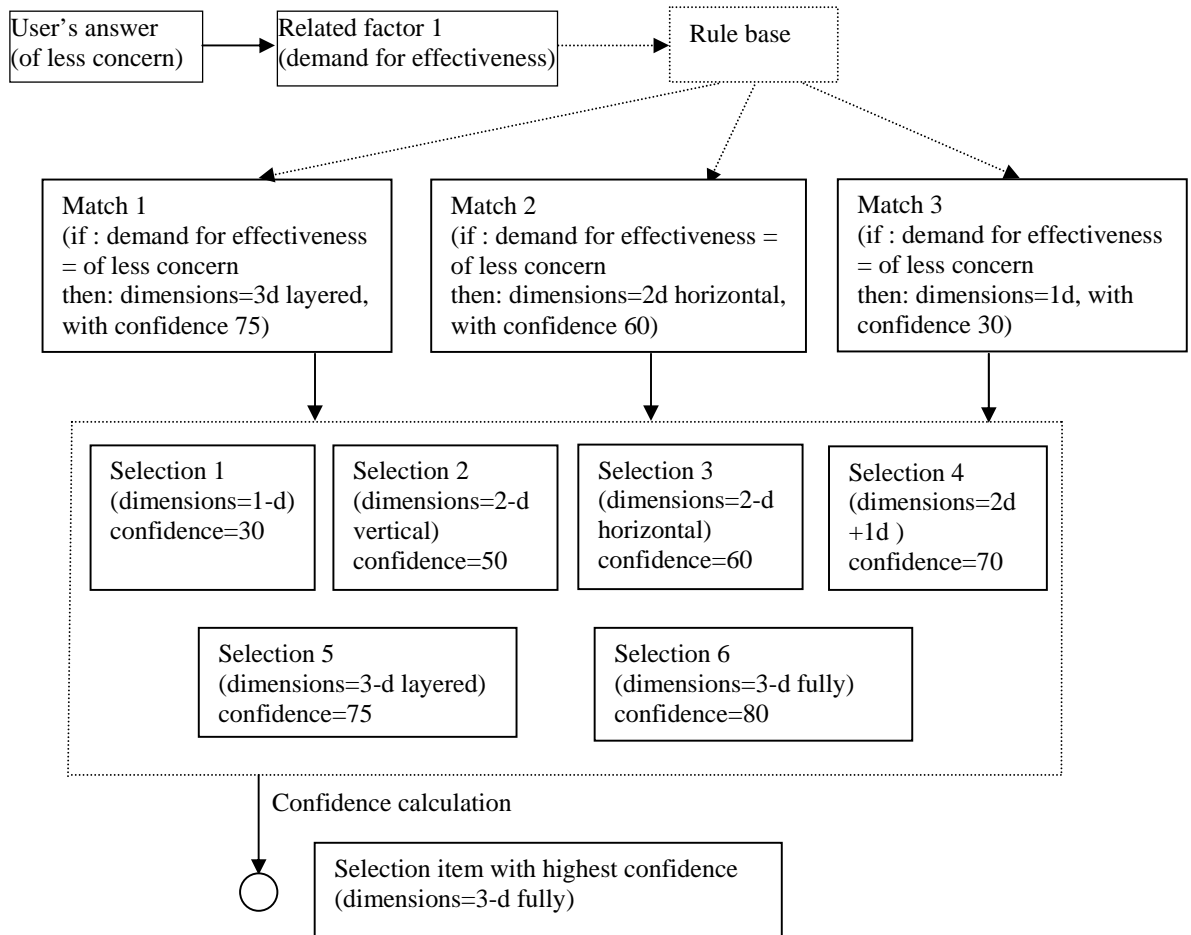 User’s answer
(of less concern)
Related factor 1
(demand for effectiveness)
Rule base
Match 1
(if : demand for effectiveness
= of less concern
then: dimensions=3d layered,
with confidence 75)
Match 2
(if : demand for effectiveness =
of less concern
then: dimensions=2d horizontal,
with confidence 60)
Match 3
(if : demand for effectiveness
= of less concern
then: dimensions=1d, with
confidence 30)
Selection 1
(dimensions=1-d)
confidence=30
Selection 2
(dimensions=2-d
vertical)
confidence=50
Selection 3
(dimensions=2-d
horizontal)
confidence=60
Selection 4
(dimensions=2d
+1d )
confidence=70
Selection 5
(dimensions=3-d layered)
confidence=75
Selection 6
(dimensions=3-d fully)
confidence=80
Confidence calculation
Selection item with highest confidence
(dimensions=3-d fully)